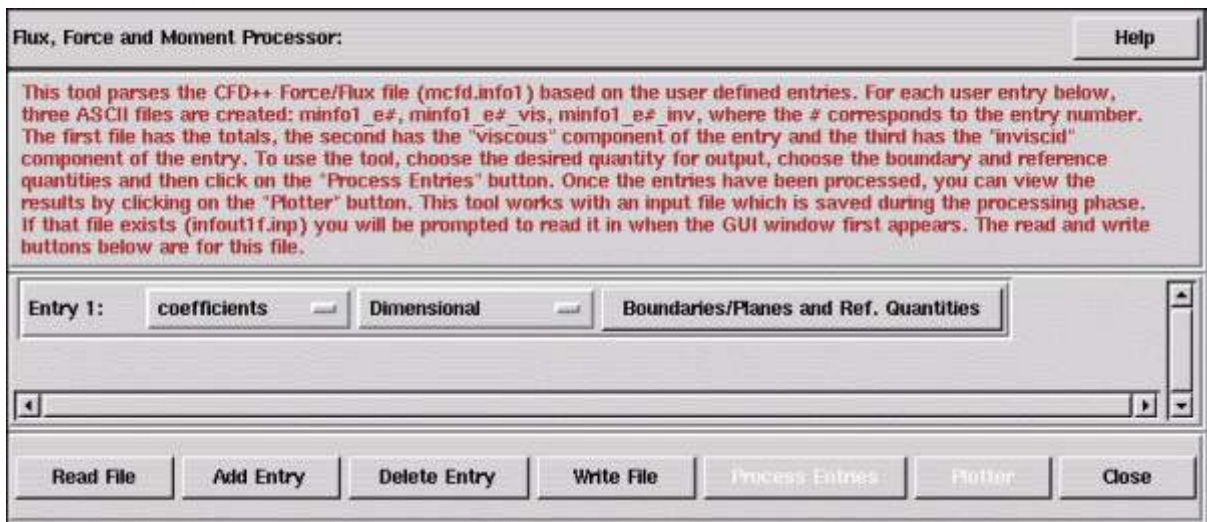 Flux, Force and Moment Processor:
Help
This tool parses the CFD++ Force/Flux file (mcfd.info1) based on the user defined entries. For each user entry below,
three ASCII files are created: minfo1_e#, minfo1_e#_vis, minfo1_e#_inv, where the # corresponds to the entry number.
The first file has the totals, the second has the "viscous" component of the entry and the third has the "inviscid"
component of the entry. To use the tool, choose the desired quantity for output, choose the boundary and reference
quantities and then click on the "Process Entries" button. Once the entries have been processed, you can view the
results by clicking on the "Plotter" button. This tool works with an input file which is saved during the processing phase.
If that file exists (infout1f.inp) you will be prompted to read it in when the GUI window first appears. The read and write
buttons below are for this file.
Entry 1: coefficients Dimensional Boundaries/Planes and Ref. Quantities
Read File Add Entry Delete Entry Write File Process Entries Plotter Close